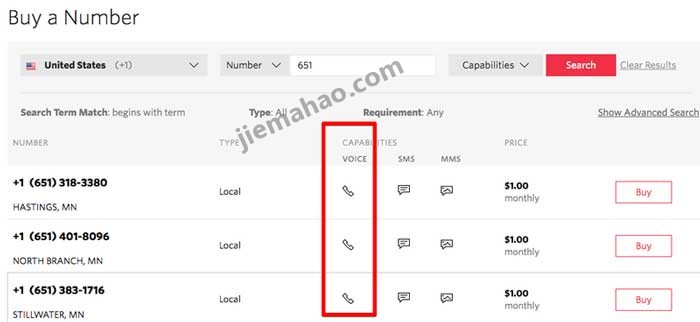 Buy a Number
United States (+1) Number 651 Capabilities Search Clear Results
jiemahao.com
Search Term Match: begins with term Type: All Requirement: Any Show Advanced Search
NUMBER TYPE CAPABILITIES PRICE
VOICE SMS MMS
+1 (651) 318-3380 Local $1.00 Buy
monthly
HASTINGS, MN
+1 (651) 401-8096 Local $1.00 Buy
monthly
NORTH BRANCH, MN
+1 (651) 383-1716 Local $1.00 Buy
monthly
STILLWATER, MN